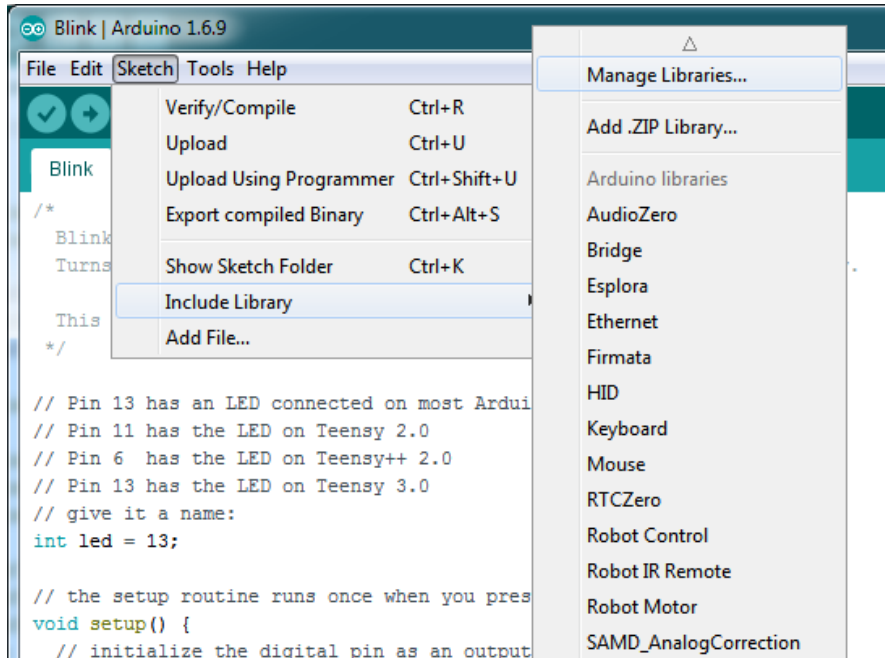 Blink | Arduino 1.6.9
File Edit Sketch Tools Help
Verify/Compile Ctrl+R
Upload Ctrl+U
Upload Using Programmer Ctrl+Shift+U
Export compiled Binary Ctrl+Alt+S
Show Sketch Folder Ctrl+K
Include Library
Add File...
Manage Libraries...
Add .ZIP Library...
Arduino libraries
AudioZero
Bridge
Esplora
Ethernet
Firmata
HID
Keyboard
Mouse
RTCZero
Robot Control
Robot IR Remote
Robot Motor
SAMD_AnalogCorrection
Blink
/*
Blink
Turns .
This
*/
// Pin 13 has an LED connected on most Ardui
// Pin 11 has the LED on Teensy 2.0
// Pin 6 has the LED on Teensy++ 2.0
// Pin 13 has the LED on Teensy 3.0
// give it a name:
int led = 13;
// the setup routine runs once when you pres
void setup() {
// initialize the digital pin as an output